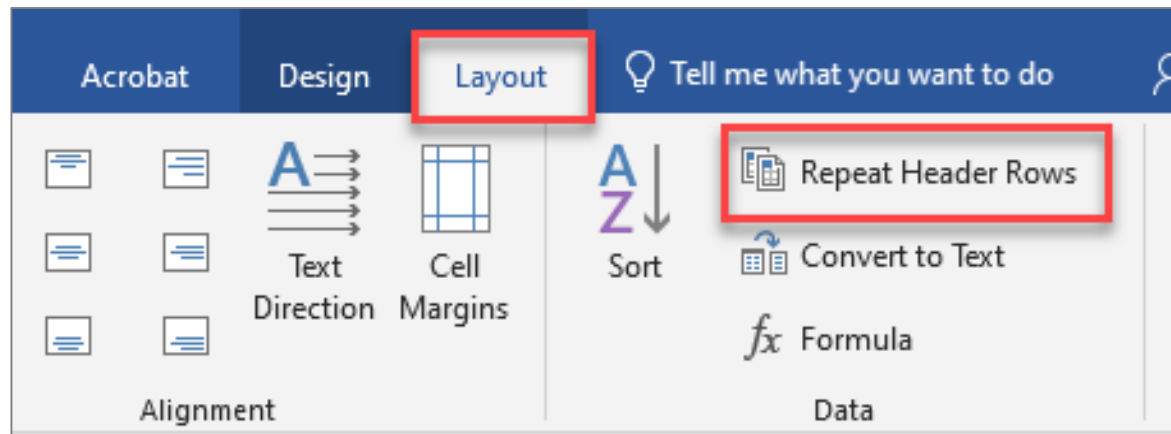 Acrobat Design Layout Tell me what you want to do
Repeat Header Rows
Text Direction
Cell Margins
Sort
Convert to Text
Formula
Alignment Data